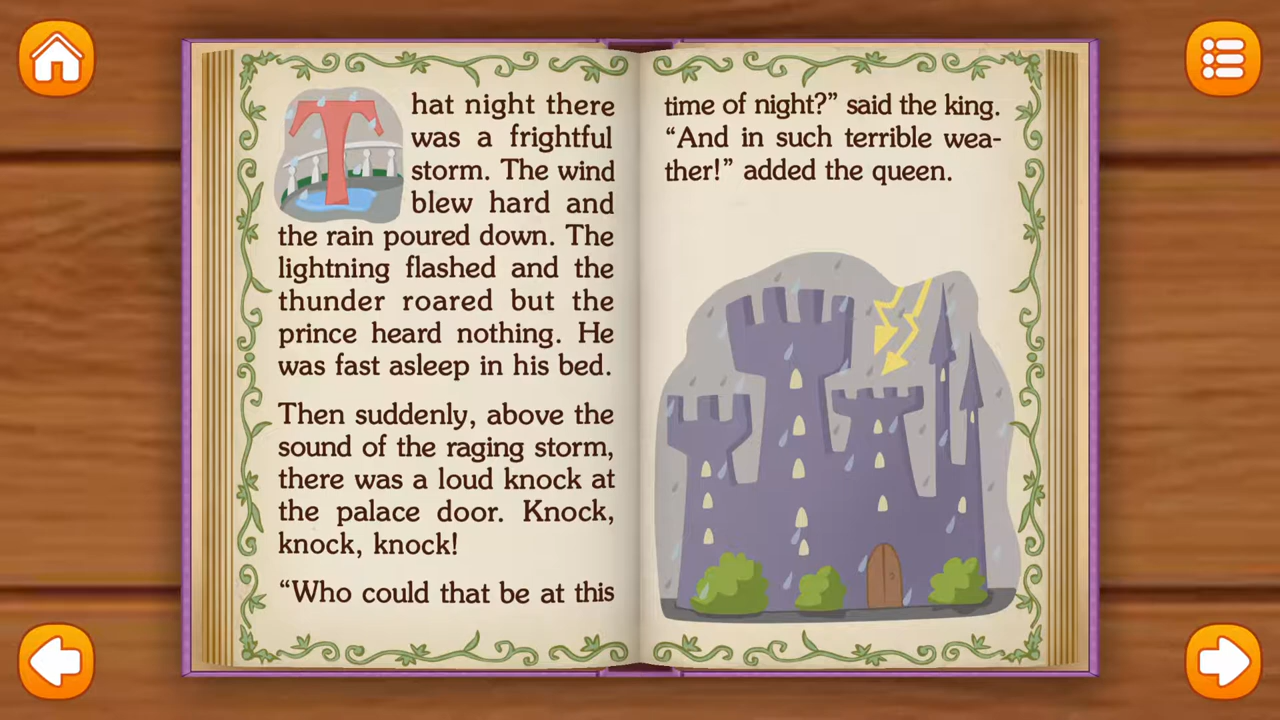 That night there
was a frightful
storm. The wind
blew hard and
the rain poured down. The
lightning flashed and the
thunder roared but the
prince heard nothing. He
was fast asleep in his bed.
Then suddenly, above the
sound of the raging storm,
there was a loud knock at
the palace door. Knock,
knock, knock!
“Who could that be at this
time of night?” said the king.
“And in such terrible wea-
ther!” added the queen.